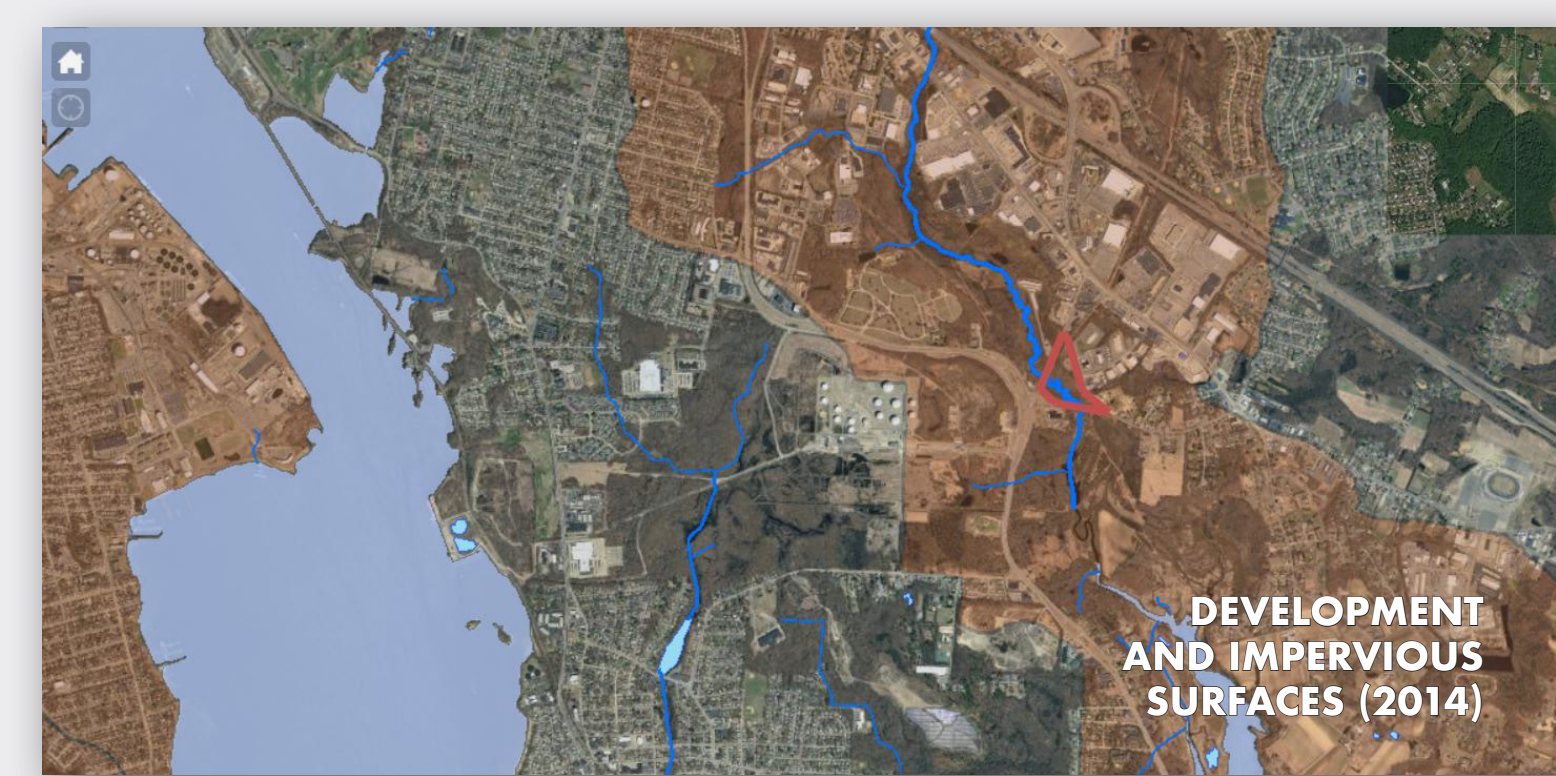 DEVELOPMENT
AND IMPERVIOUS
SURFACES (2014)